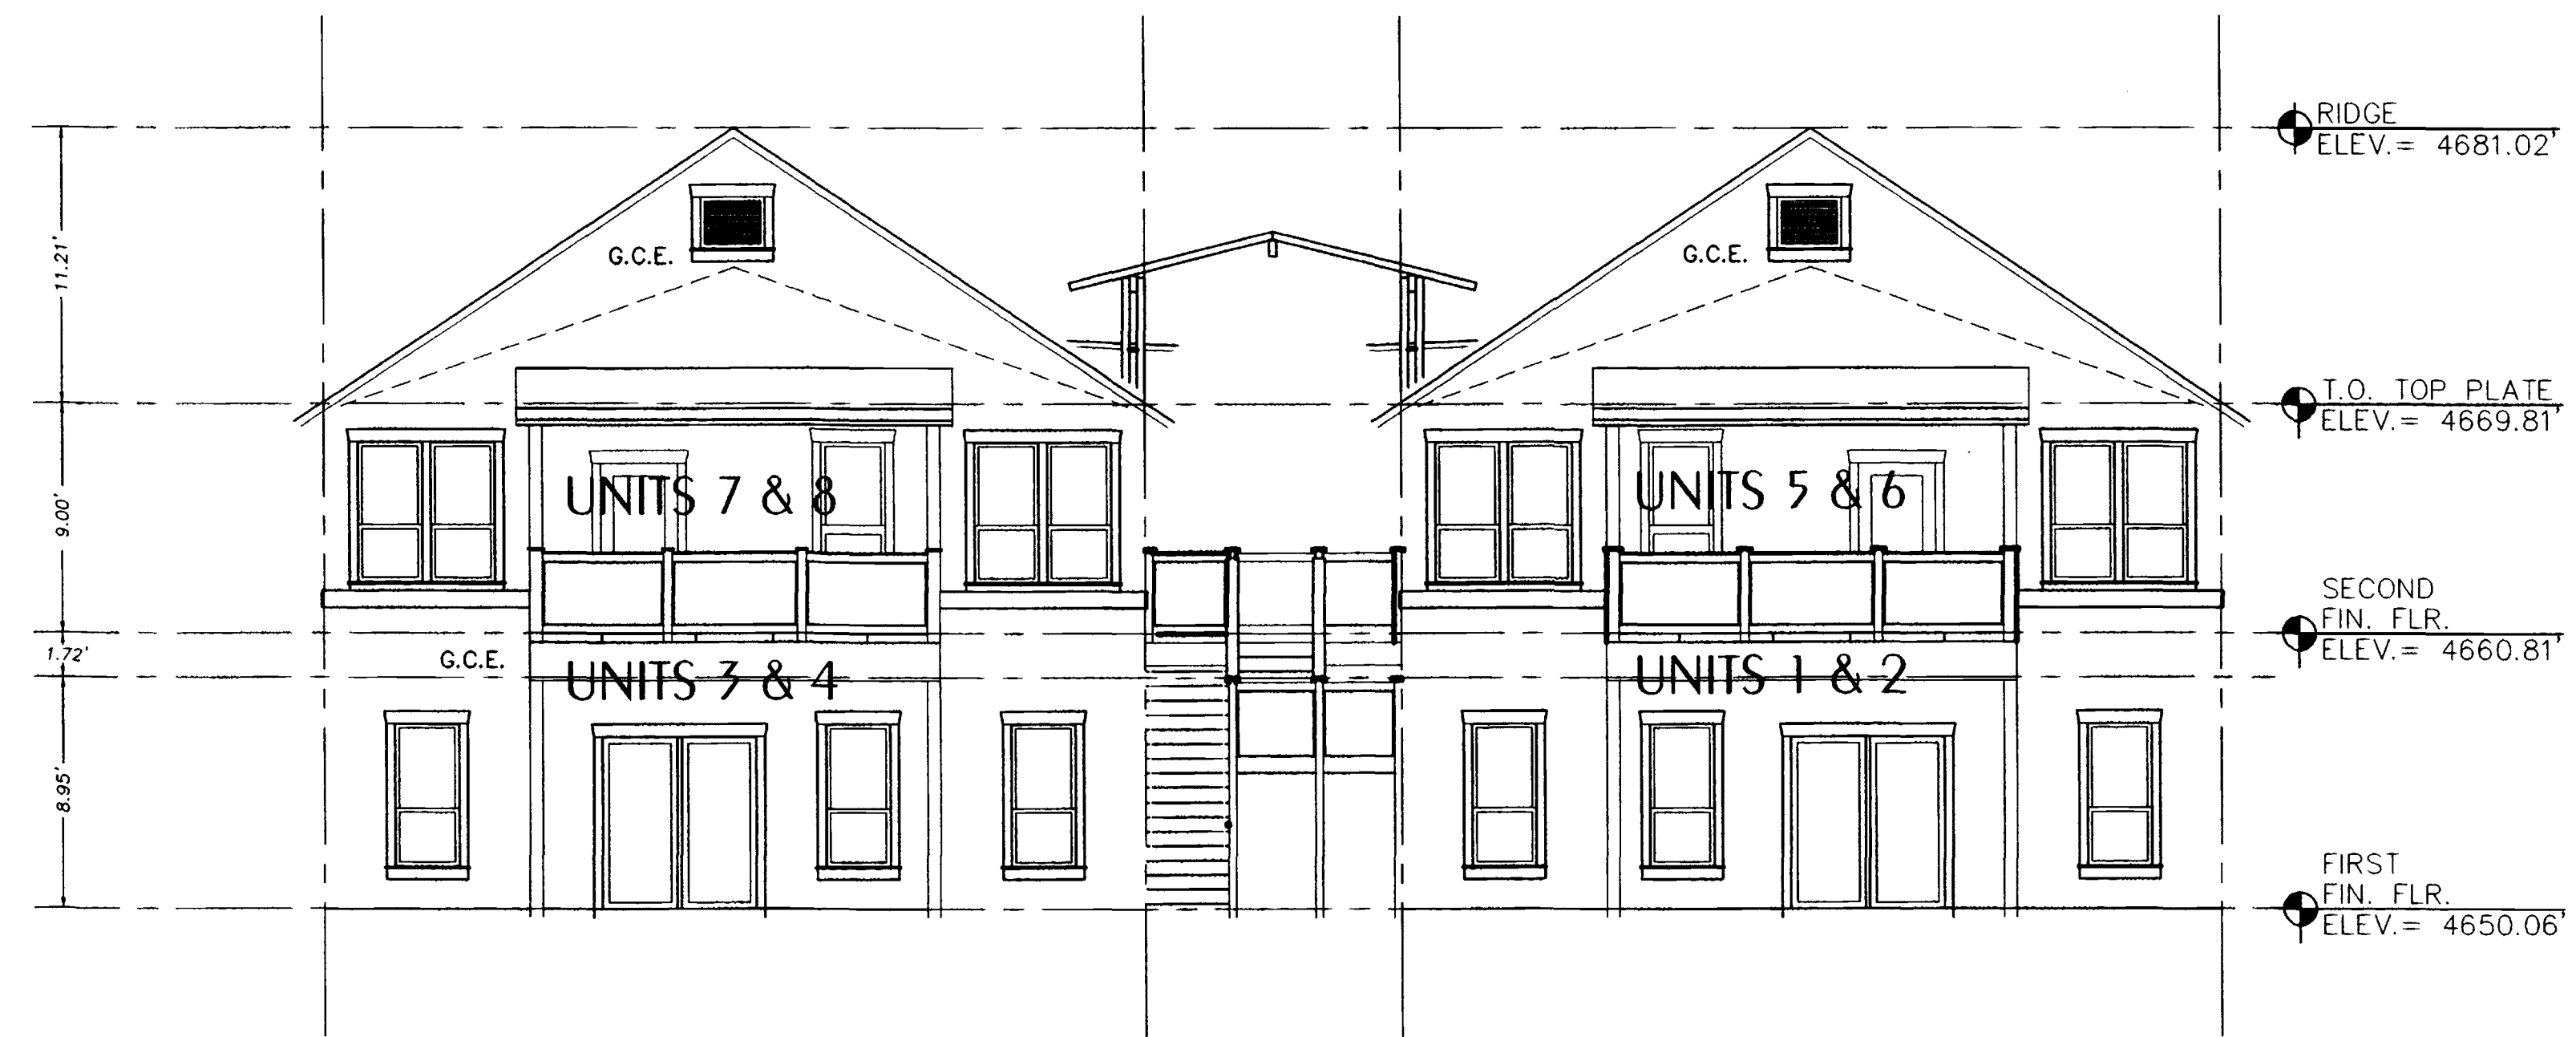 RIDGE
ELEV.= 4681.02'
11.21'
G.C.E.
G.C.E.
T.O. TOP PLATE
ELEV.= 4669.81'
9.00'
UNITS 7 & 8
UNITS 5 & 6
SECOND
FIN. FLR.
ELEV.= 4660.81'
1.72'
G.C.E.
UNITS 3 & 4
UNITS 1 & 2
8.95'
FIRST
FIN. FLR.
ELEV.= 4650.06'